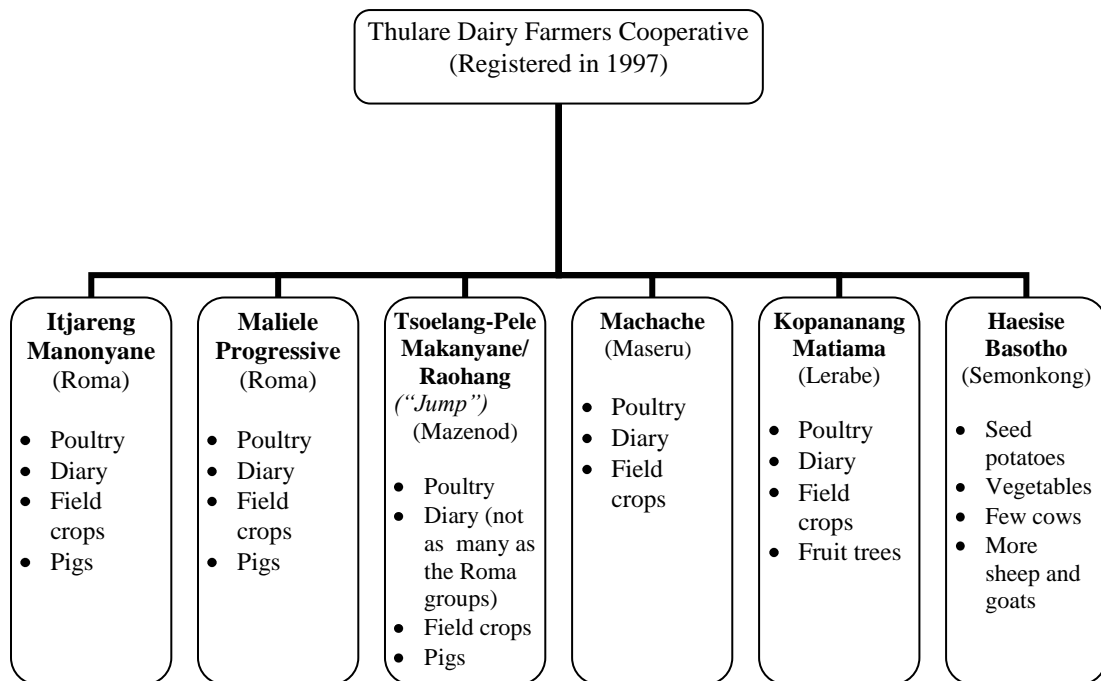 Thulare Dairy Farmers Cooperative
(Registered in 1997)
Itjareng
Manonyane
(Roma)
• Poultry
• Diary
• Field
crops
• Pigs
Maliele
Progressive
(Roma)
• Poultry
• Diary
• Field
crops
• Pigs
Tsoelang-Pele
Makanyane/
Raohang
(“Jump”)
(Mazenod)
• Poultry
• Diary (not
as many as
the Roma
groups)
• Field crops
• Pigs
Machache
(Maseru)
• Poultry
• Diary
• Field
crops
Kopananang
Matiama
(Lerabe)
• Poultry
• Diary
• Field
crops
• Fruit trees
Haesise
Basotho
(Semonkong)
• Seed
potatoes
• Vegetables
• Few cows
• More
sheep and
goats